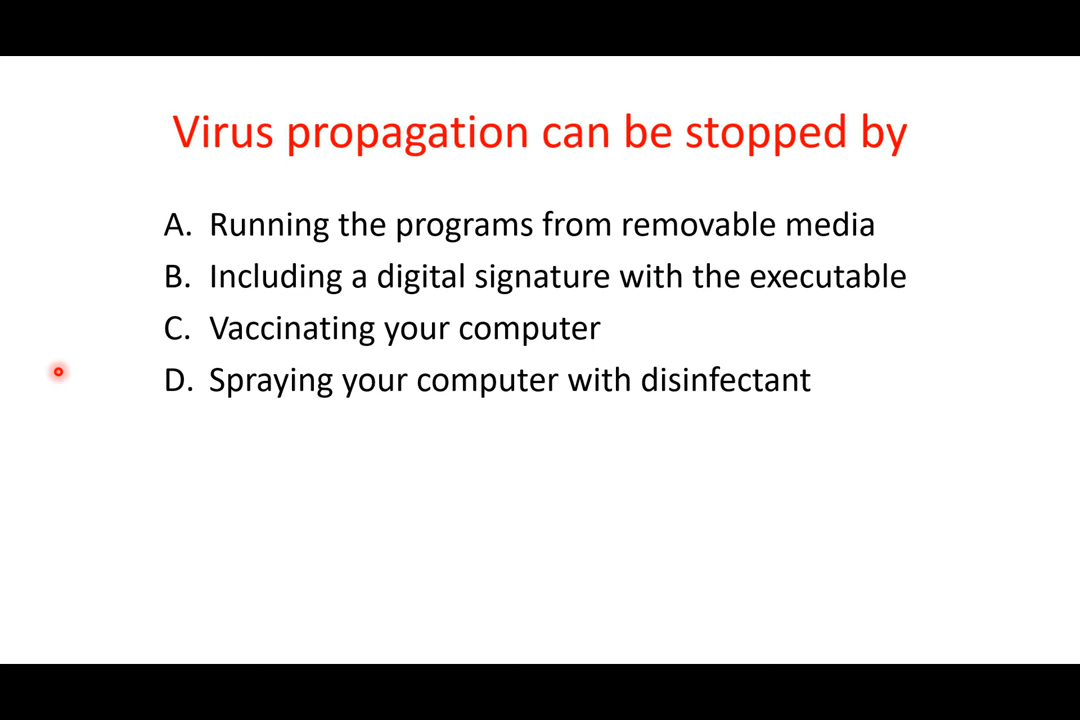 Virus propagation can be stopped by
A. Running the programs from removable media
B. Including a digital signature with the executable
C. Vaccinating your computer
D. Spraying your computer with disinfectant